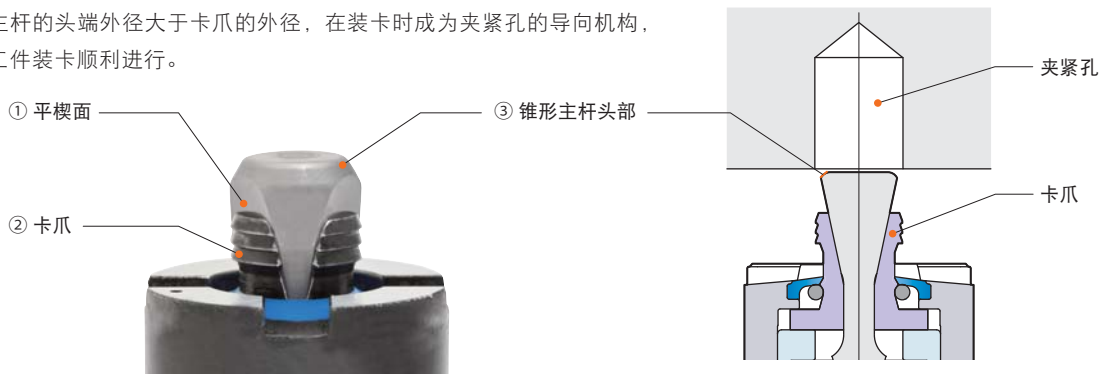 主杆的头端外径大于卡爪的外径，在装卡时成为夹紧孔的导向机构，
工件装卡顺利进行。
夹紧孔
① 平楔面
③ 锥形主杆头部
卡爪
② 卡爪